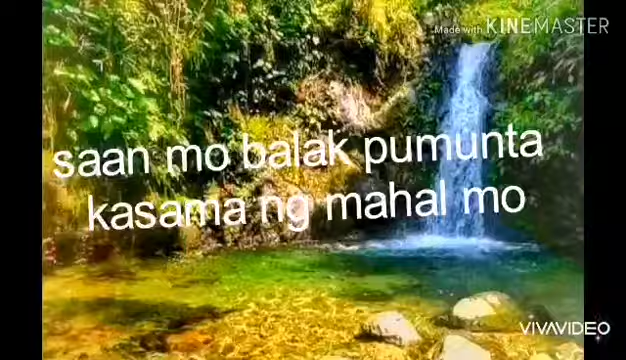 Made with KINEMASTER
saan mo balak pumunta
kasama ng mahal mo
VIVAVIDEO